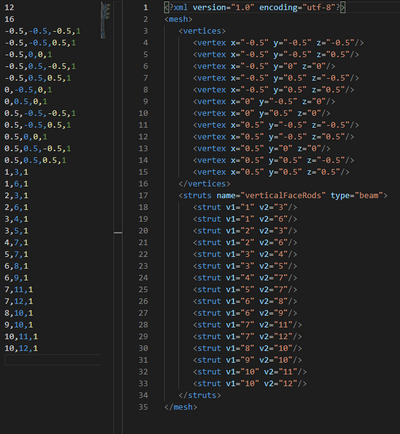 12
16
-0.5,-0.5,-0.5,1
-0.5,-0.5,0.5,1
-0.5,0,0,1
-0.5,0.5,-0.5,1
-0.5,0.5,0.5,1
0,-0.5,0,1
0,0.5,0,1
0.5,-0.5,-0.5,1
0.5,-0.5,0.5,1
0.5,0,0,1
0.5,0.5,-0.5,1
0.5,0.5,0.5,1
1,3,1
1,6,1
2,3,1
2,6,1
3,4,1
3,5,1
4,7,1
5,7,1
6,8,1
6,9,1
7,11,1
7,12,1
8,10,1
9,10,1
10,11,1
10,12,1
1 <?xml version="1.0" encoding="utf-8"?>
2 <mesh>
3 <vertices>
4 <vertex x="-0.5" y="-0.5" z="-0.5"/>
5 <vertex x="-0.5" y="-0.5" z="0.5"/>
6 <vertex x="-0.5" y="0" z="0"/>
7 <vertex x="-0.5" y="0.5" z="-0.5"/>
8 <vertex x="-0.5" y="0.5" z="0.5"/>
9 <vertex x="0" y="-0.5" z="0"/>
10 <vertex x="0" y="0.5" z="0"/>
11 <vertex x="0.5" y="-0.5" z="-0.5"/>
12 <vertex x="0.5" y="-0.5" z="0.5"/>
13 <vertex x="0.5" y="0" z="0"/>
14 <vertex x="0.5" y="0.5" z="-0.5"/>
15 <vertex x="0.5" y="0.5" z="0.5"/>
16 </vertices>
17 <struts name="verticalFaceRods" type="beam">
18 <strut v1="1" v2="3"/>
19 <strut v1="1" v2="6"/>
20 <strut v1="2" v2="3"/>
21 <strut v1="2" v2="6"/>
22 <strut v1="3" v2="4"/>
23 <strut v1="3" v2="5"/>
24 <strut v1="4" v2="7"/>
25 <strut v1="5" v2="7"/>
26 <strut v1="6" v2="8"/>
27 <strut v1="6" v2="9"/>
28 <strut v1="7" v2="11"/>
29 <strut v1="7" v2="12"/>
30 <strut v1="8" v2="10"/>
31 <strut v1="9" v2="10"/>
32 <strut v1="10" v2="11"/>
33 <strut v1="10" v2="12"/>
34 </struts>
35 </mesh>